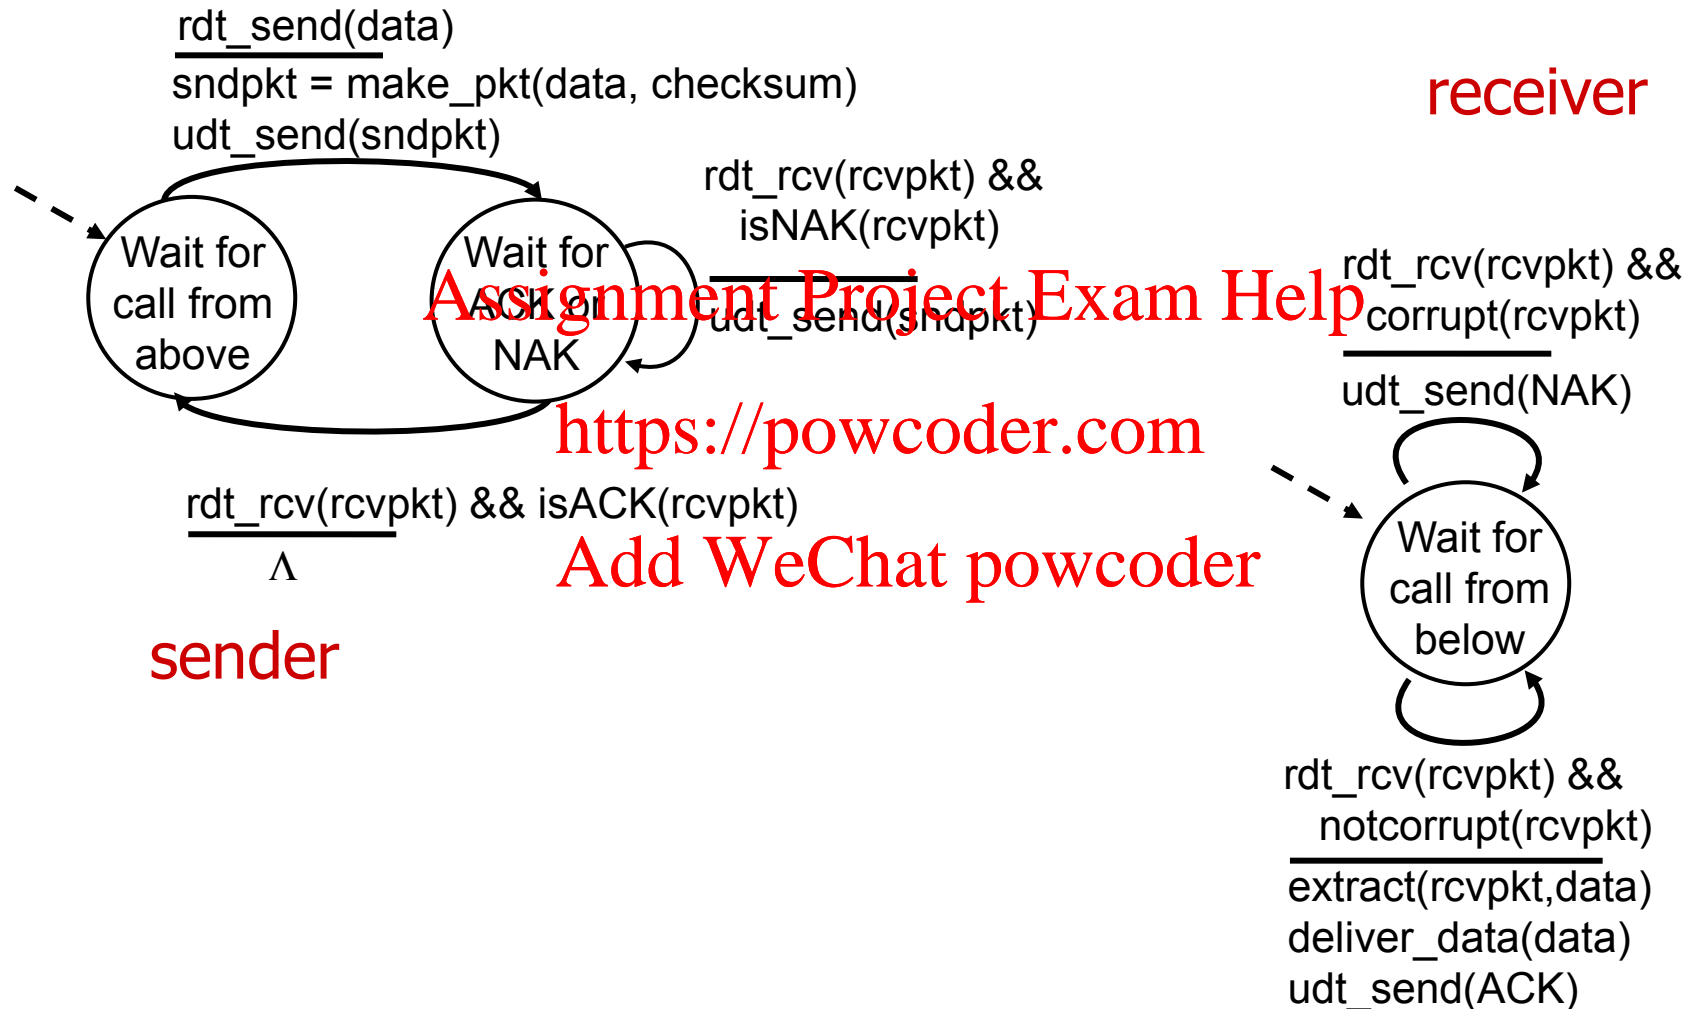 rdt_send(data)
sndpkt = make_pkt(data, checksum)
udt_send(sndpkt)
receiver
rdt_rcv(rcvpkt) &&
isNAK(rcvpkt)
udt_send(sndpkt)
Wait for
call from
above
Wait for
ACK or
NAK
Assignment Project Exam Help
rdt_rcv(rcvpkt) &&
corrupt(rcvpkt)
udt_send(NAK)
https://powcoder.com
rdt_rcv(rcvpkt) && isACK(rcvpkt)
Λ
Add WeChat powcoder
sender
Wait for
call from
below
rdt_rcv(rcvpkt) &&
notcorrupt(rcvpkt)
extract(rcvpkt,data)
deliver_data(data)
udt_send(ACK)